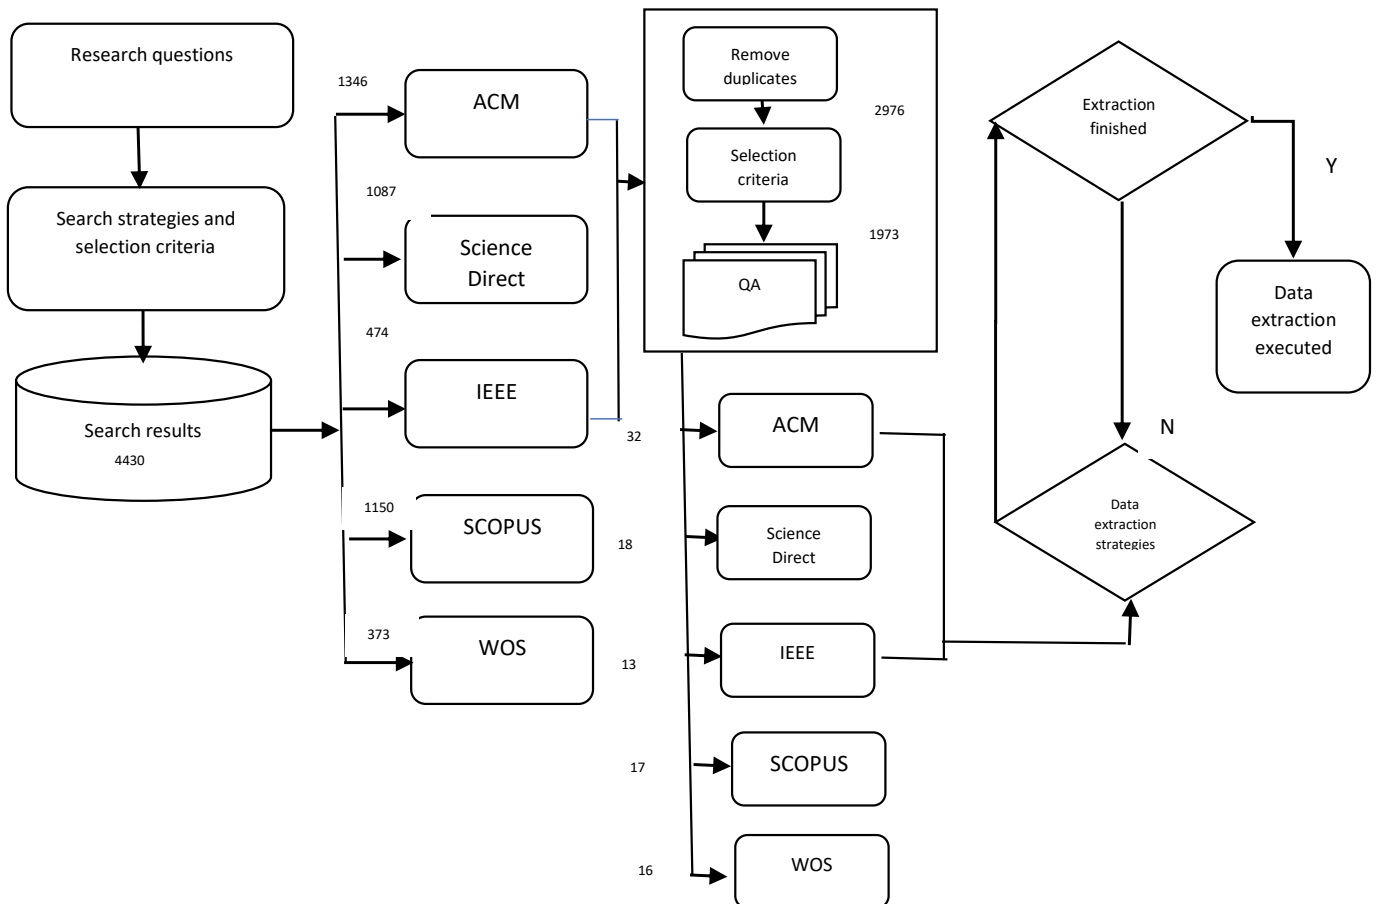 Research questions
Search strategies and
selection criteria
Search results
4430
1346
ACM
1087
Science
Direct
474
IEEE
1150
SCOPUS
373
WOS
Remove
duplicates
2976
Selection
criteria
1973
QA
32
ACM
18
Science
Direct
13
IEEE
17
SCOPUS
16
WOS
Extraction
finished
Y
Data
extraction
executed
N
Data
extraction
strategies